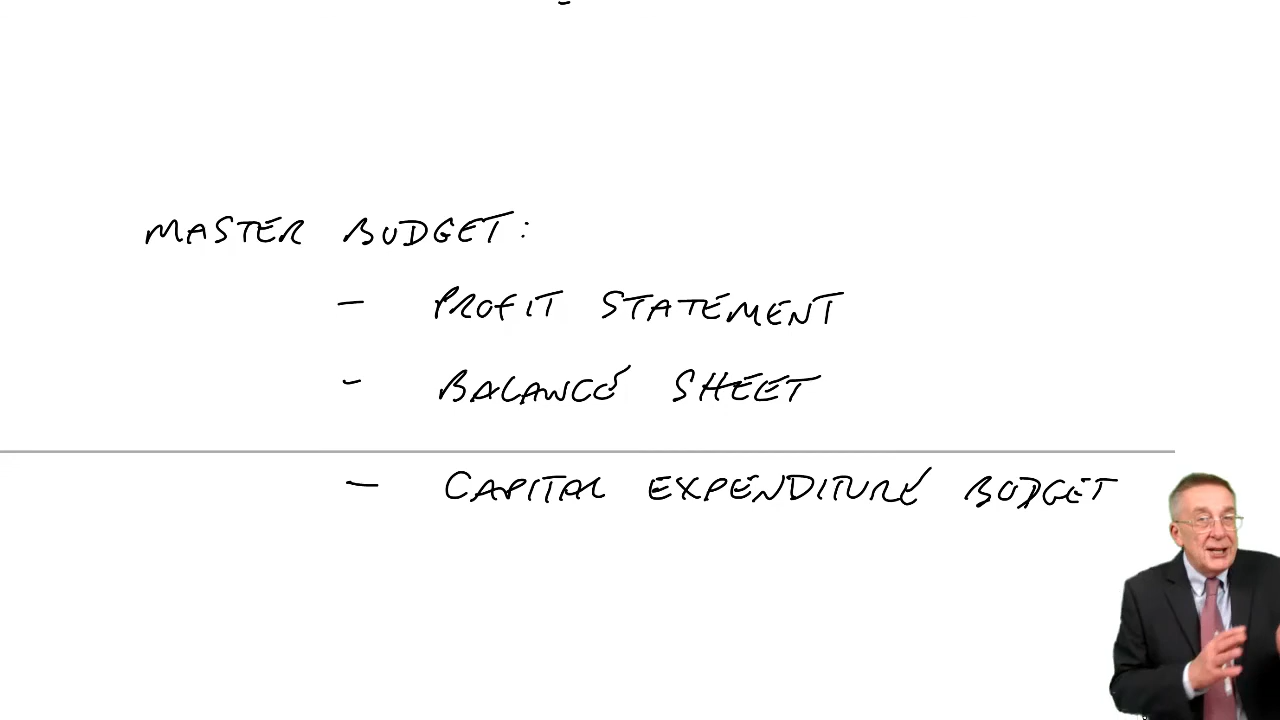 MASTER BUDGET:
- PROFIT STATEMENT
- BALANCE SHEET
- CAPITAL EXPENDITURE BUDGET